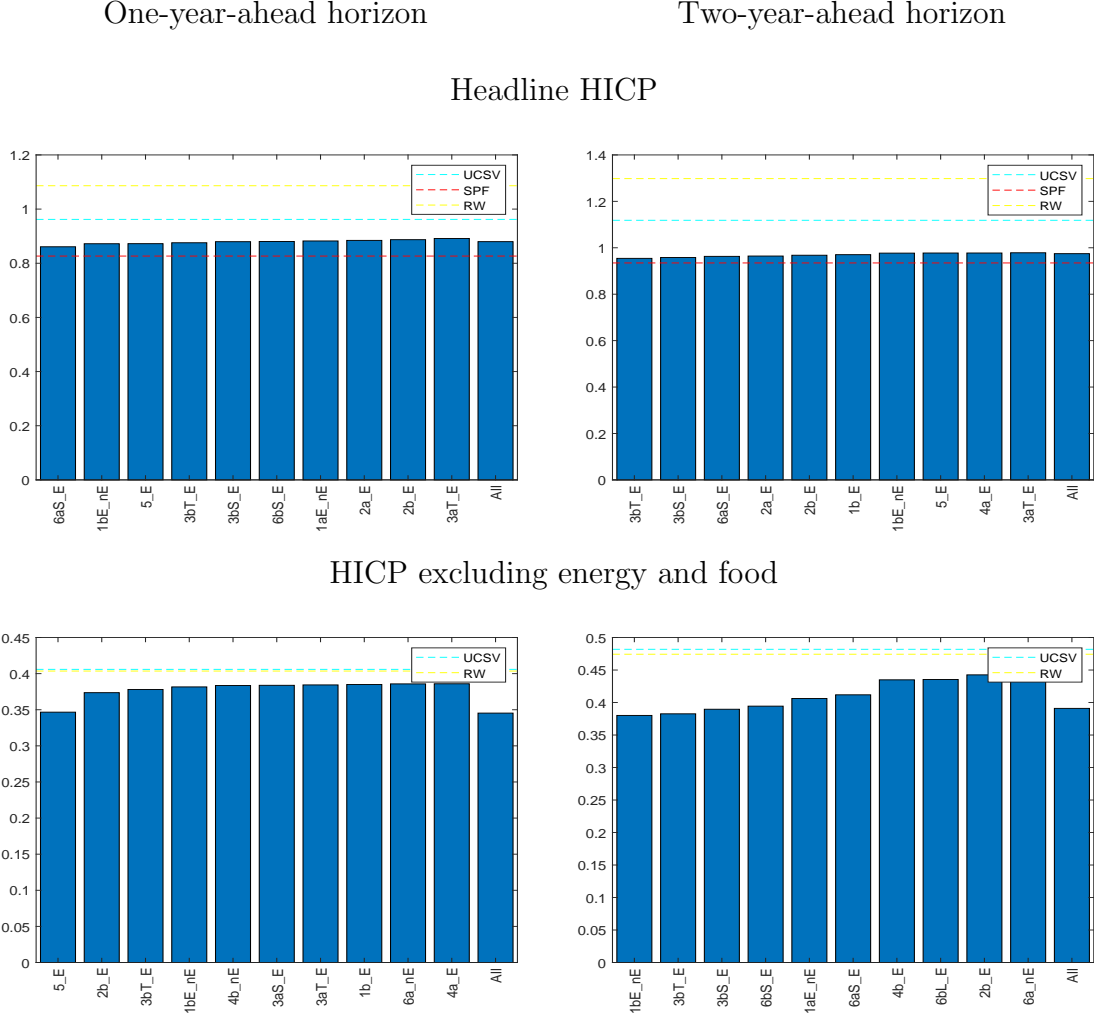 One-year-ahead horizon Two-year-ahead horizon
Headline HICP
1.2
1
0.8
0.6
0.4
0.2
0
UCSV
SPF
RW
6aS_E 1bE_nE 5_E 3bT_E 3bS_E 6bS_E 1aE_nE 2a_E 2b_E 3aT_E All
1.4
1.2
1
0.8
0.6
0.4
0.2
0
UCSV
SPF
RW
3bT_E 3bS_E 6aS_E 2a_E 2b_E 1b_E 1bE_nE 5_E 4a_E 3aT_E All
HICP excluding energy and food
0.45
0.4
0.35
0.3
0.25
0.2
0.15
0.1
0.05
0
UCSV
RW
5_E 2b_E 3bT_E 1bE_nE 4b_nE 3aS_E 3aT_E 1b_E 6a_nE 4a_E All
0.5
0.45
0.4
0.35
0.3
0.25
0.2
0.15
0.1
0.05
0
UCSV
RW
1bE_nE 3bT_E 3bS_E 6bS_E 1aE_nE 6aS_E 4b_E 6bL_E 2b_E 6a_nE All